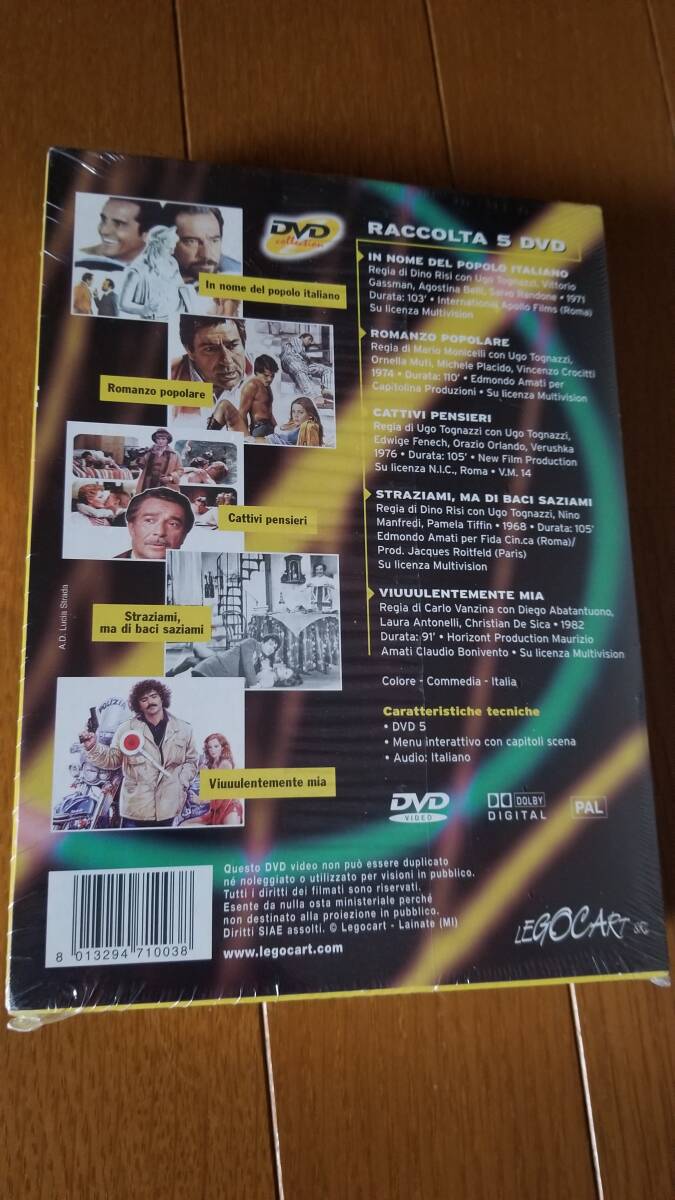 DVD
collection
RACCOLTA 5 DVD
IN NOME DEL POPOLO ITALIANO
Regia di Dino Risi con Ugo Tognazzi, Vittorio
Gassman, Agostina Belli, Salvo Randone • 1971
Durata: 103' • International Apollo Films (Roma)
Su licenza Multivision
ROMANZO POPOLARE
Regia di Mario Monicelli con Ugo Tognazzi,
Ornella Muti, Michele Placido, Vincenzo Crocitti
1974 • Durata: 110' • Edmondo Amati per
Capitolina Produzioni • Su licenza Multivision
CATTIVI PENSIERI
Regia di Ugo Tognazzi con Ugo Tognazzi,
Edwige Fenech, Orazio Orlando, Verushka
1976 • Durata: 105' • New Film Production
Su licenza N.I.C., Roma • V.M. 14
STRAZIAMI, MA DI BACI SAZIAMI
Regia di Dino Risi con Ugo Tognazzi, Nino
Manfredi, Pamela Tiffin • 1968 • Durata: 105'
Edmondo Amati per Fida Cin.ca (Roma)/
Prod. Jacques Roitfeld (Paris)
Su licenza Multivision
VIUUULENTEMENTE MIA
Regia di Carlo Vanzina con Diego Abatantuono,
Laura Antonelli, Christian De Sica • 1982
Durata: 91' • Horizont Production Maurizio
Amati Claudio Bonivento • Su licenza Multivision
Colore - Commedia - Italia
Caratteristiche tecniche
• DVD 5
• Menu interattivo con capitoli scena
• Audio: Italiano
DVD
VIDEO
DOLBY
DIGITAL
PAL
In nome del popolo italiano
Romanzo popolare
Cattivi pensieri
Straziami,
ma di baci saziami
POLIZIA
Viuuulentemente mia
A.D. Lucia Strada
8 013294 710038
Questo DVD video non può essere duplicato
né noleggiato o utilizzato per visioni in pubblico.
Tutti i diritti dei filmati sono riservati.
Esente da nulla osta ministeriale perché
non destinato alla proiezione in pubblico.
Diritti SIAE assolti. © Legocart - Lainate (MI)
www.legocart.com
LEGOCART